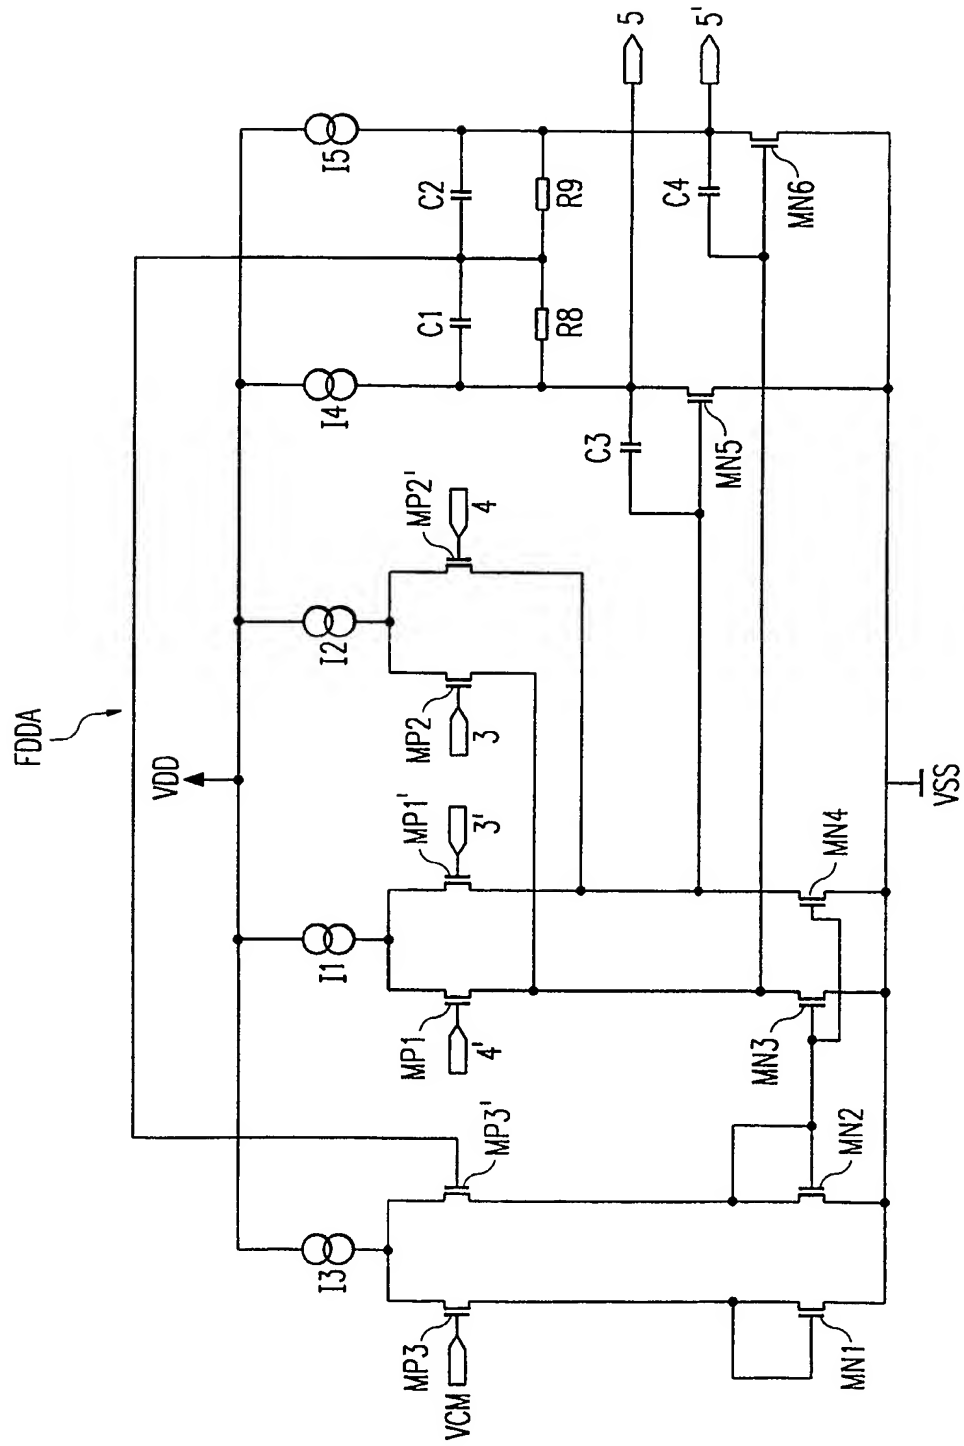 FDDA
VDD
I3
I1
I2
I4
I5
MP3
VCM
MP3'
MP1
4'
MP1'
3'
MP2
3
MP2'
4
C1
C2
R8
R9
C3
C4
5
5'
MN1
MN2
MN3
MN4
MN5
MN6
VSS